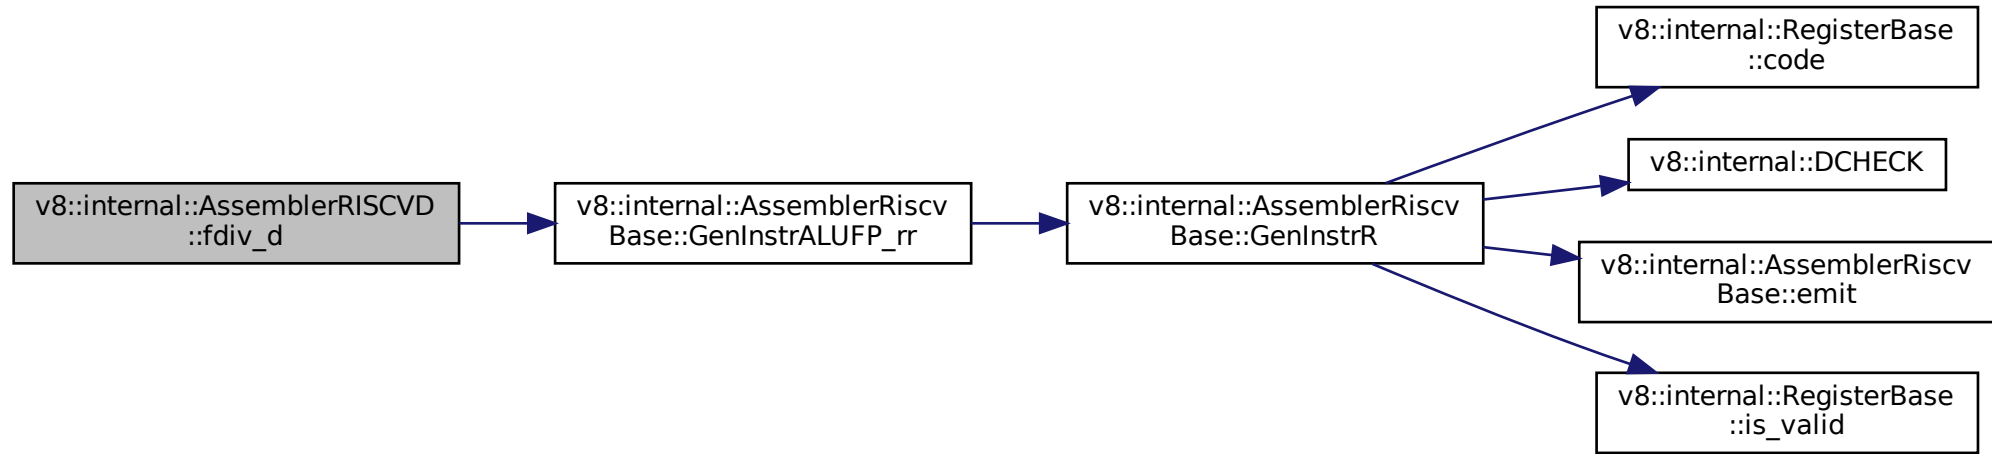 v8::internal::AssemblerRISCVD
::fdiv_d
v8::internal::AssemblerRiscv
Base::GenInstrALUFP_rr
v8::internal::AssemblerRiscv
Base::GenInstrR
v8::internal::RegisterBase
::code
v8::internal::DCHECK
v8::internal::AssemblerRiscv
Base::emit
v8::internal::RegisterBase
::is_valid